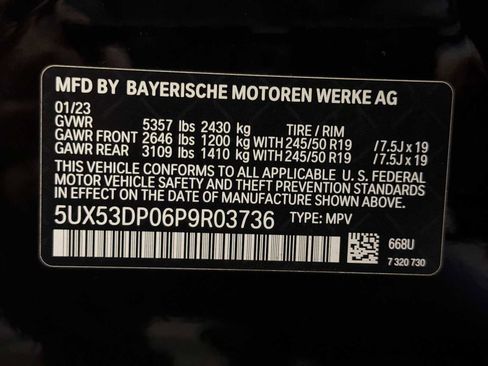 MFD BY BAYERISCHE MOTOREN WERKE AG
01/23
GVWR 5357 lbs 2430 kg TIRE / RIM
GAWR FRONT 2646 lbs 1200 kg WITH 245/50 R19 / 7.5J x 19
GAWR REAR 3109 lbs 1410 kg WITH 245/50 R19 / 7.5J x 19
THIS VEHICLE CONFORMS TO ALL APPLICABLE U. S. FEDERAL
MOTOR VEHICLE SAFETY AND THEFT PREVENTION STANDARDS
IN EFFECT ON THE DATE OF MANUFACTURE SHOWN ABOVE.
5UX53DP06P9R03736 TYPE: MPV
668U
7 320 730